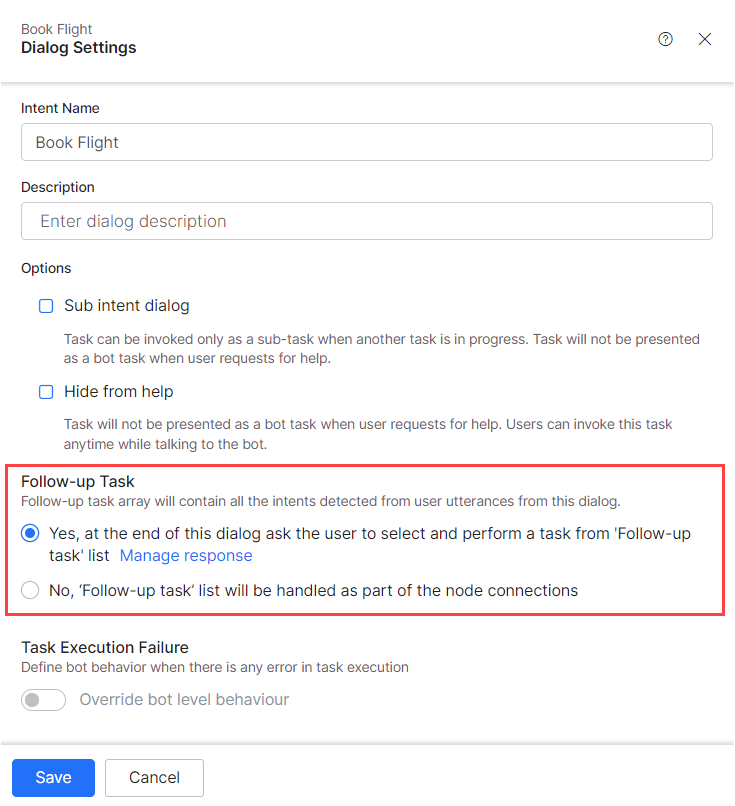 Book Flight
Dialog Settings
Intent Name
Book Flight
Description
Enter dialog description
Options
Sub intent dialog
Task can be invoked only as a sub-task when another task is in progress. Task will not be presented
as a bot task when user requests for help.
Hide from help
Task will not be presented as a bot task when user requests for help. Users can invoke this task
anytime while talking to the bot.
Follow-up Task
Follow-up task array will contain all the intents detected from user utterances from this dialog.
Yes, at the end of this dialog ask the user to select and perform a task from 'Follow-up
task' list Manage response
No, ‘Follow-up task’ list will be handled as part of the node connections
Task Execution Failure
Define bot behavior when there is any error in task execution
Override bot level behaviour
Save Cancel